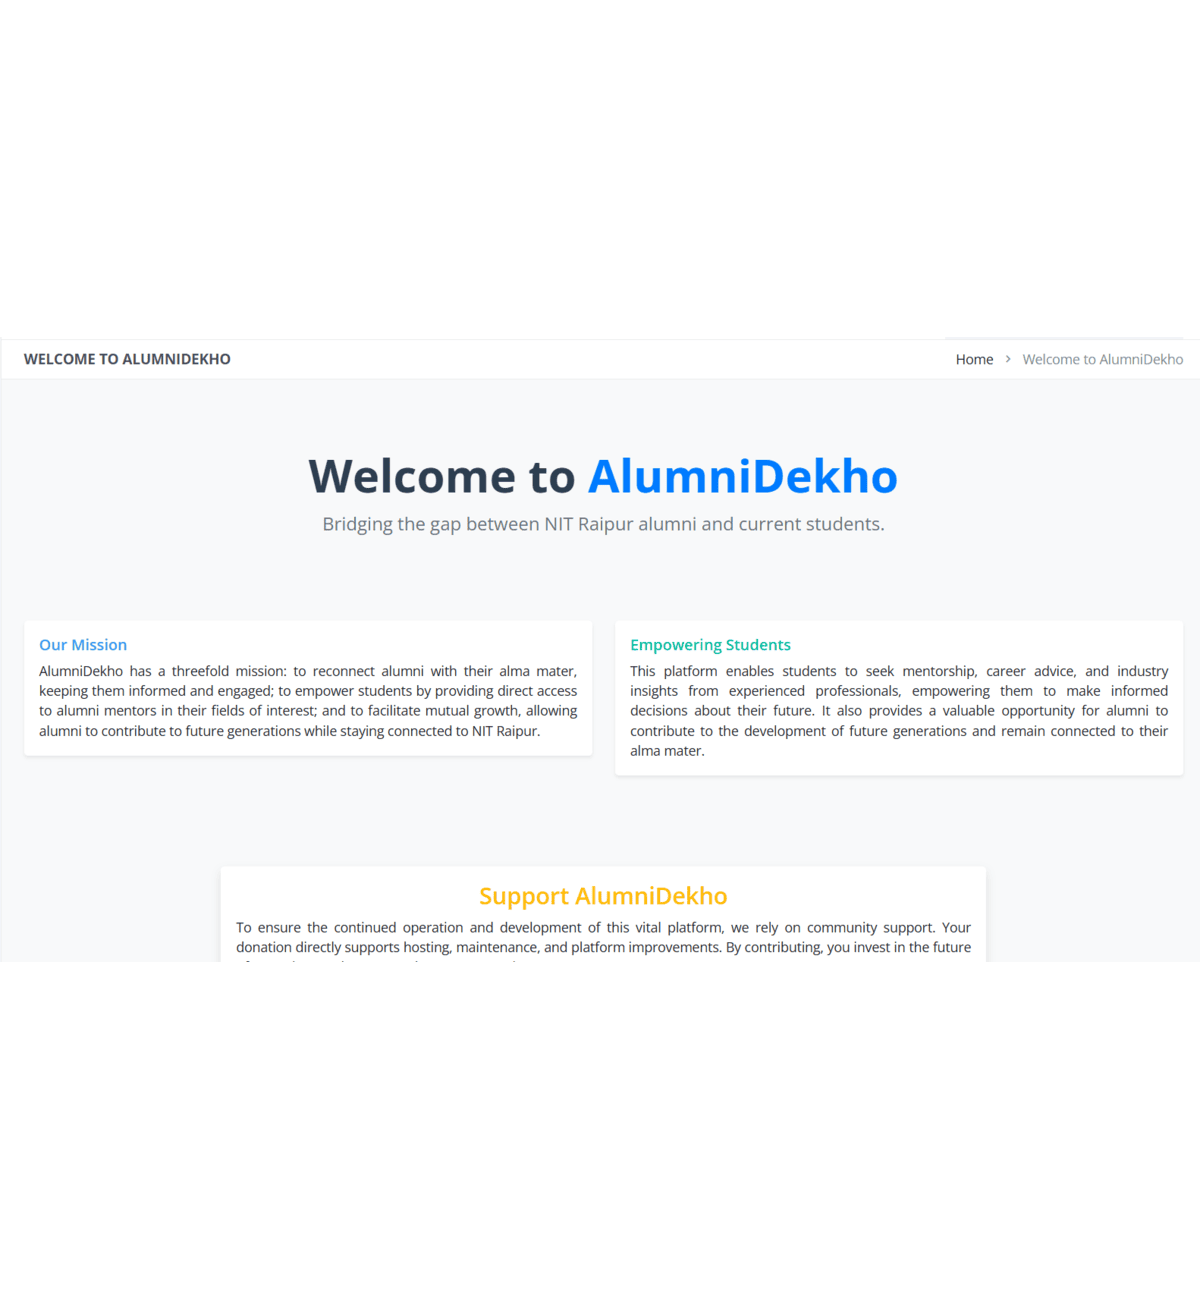 WELCOME TO ALUMNIDEKHO
Home > Welcome to AlumniDekho
Welcome to AlumniDekho
Bridging the gap between NIT Raipur alumni and current students.
Our Mission
AlumniDekho has a threefold mission: to reconnect alumni with their alma mater,
keeping them informed and engaged; to empower students by providing direct access
to alumni mentors in their fields of interest; and to facilitate mutual growth, allowing
alumni to contribute to future generations while staying connected to NIT Raipur.
Empowering Students
This platform enables students to seek mentorship, career advice, and industry
insights from experienced professionals, empowering them to make informed
decisions about their future. It also provides a valuable opportunity for alumni to
contribute to the development of future generations and remain connected to their
alma mater.
Support AlumniDekho
To ensure the continued operation and development of this vital platform, we rely on community support. Your
donation directly supports hosting, maintenance, and platform improvements. By contributing, you invest in the future